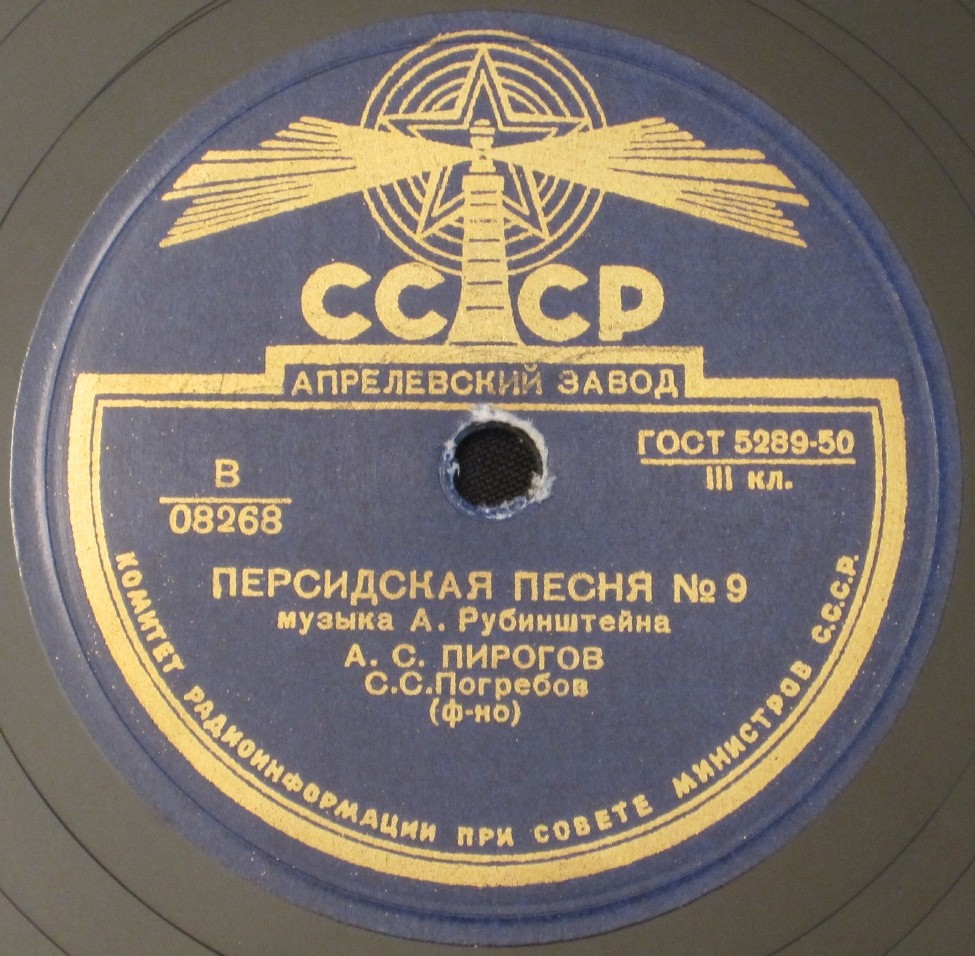 СССР
АПРЕЛЕВСКИЙ ЗАВОД
ГОСТ 5289-50
III кл.
В
08268
ПЕРСИДСКАЯ ПЕСНЯ № 9
музыка А. Рубинштейна
А. С. ПИРОГОВ
С.С.Погребов
(ф-но)
КОМИТЕТ РАДИОИНФОРМАЦИИ ПРИ СОВЕТЕ МИНИСТРОВ С.С.С.Р.